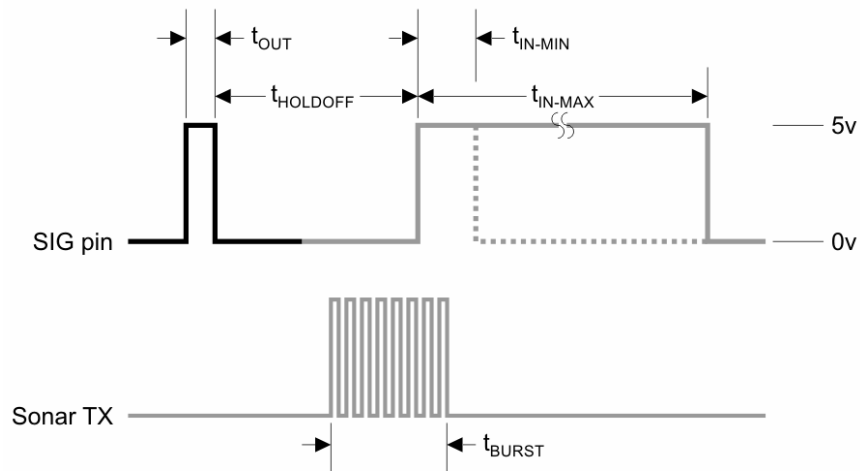 tOUT
tIN-MIN
tHOLDOFF
tIN-MAX
5v
SIG pin
0v
Sonar TX
tBURST